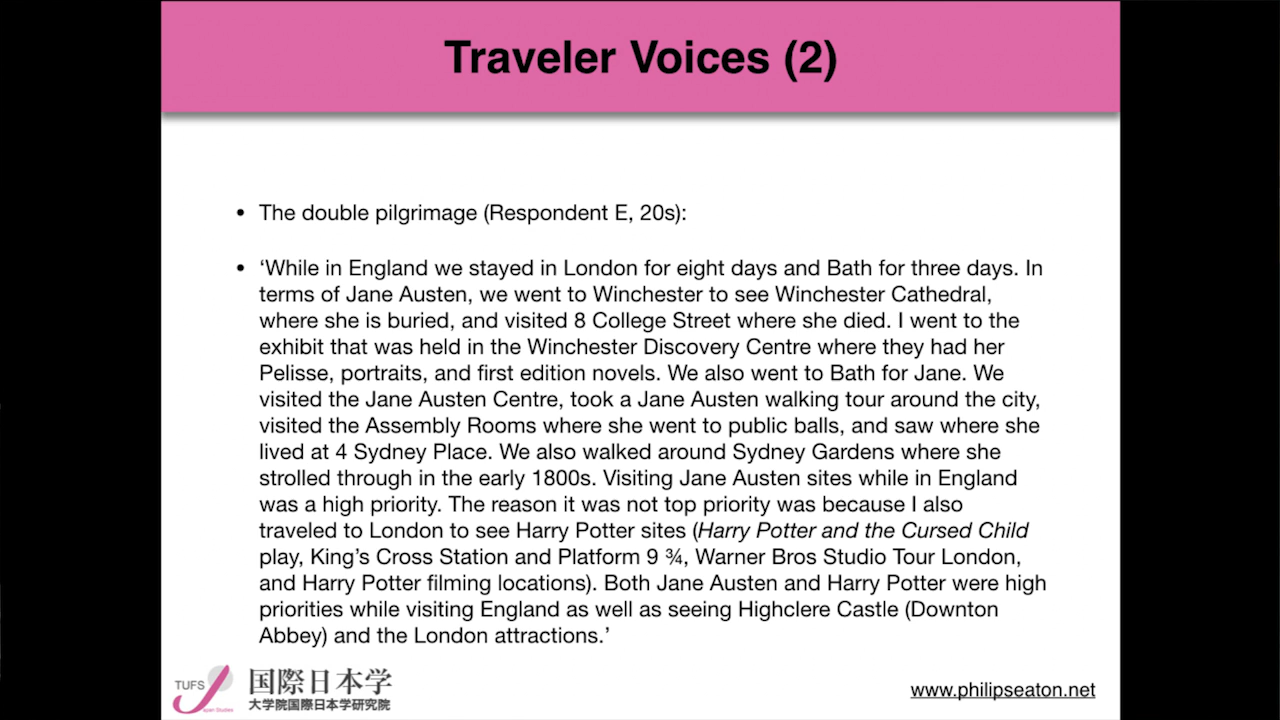 Traveler Voices (2)
• The double pilgrimage (Respondent E, 20s):
• ‘While in England we stayed in London for eight days and Bath for three days. In
terms of Jane Austen, we went to Winchester to see Winchester Cathedral,
where she is buried, and visited 8 College Street where she died. I went to the
exhibit that was held in the Winchester Discovery Centre where they had her
Pelisse, portraits, and first edition novels. We also went to Bath for Jane. We
visited the Jane Austen Centre, took a Jane Austen walking tour around the city,
visited the Assembly Rooms where she went to public balls, and saw where she
lived at 4 Sydney Place. We also walked around Sydney Gardens where she
strolled through in the early 1800s. Visiting Jane Austen sites while in England
was a high priority. The reason it was not top priority was because I also
traveled to London to see Harry Potter sites (Harry Potter and the Cursed Child
play, King’s Cross Station and Platform 9 ¾, Warner Bros Studio Tour London,
and Harry Potter filming locations). Both Jane Austen and Harry Potter were high
priorities while visiting England as well as seeing Highclere Castle (Downton
Abbey) and the London attractions.’
TUFS
Japan Studies
国際日本学
大学院国際日本学研究院
www.philipseaton.net